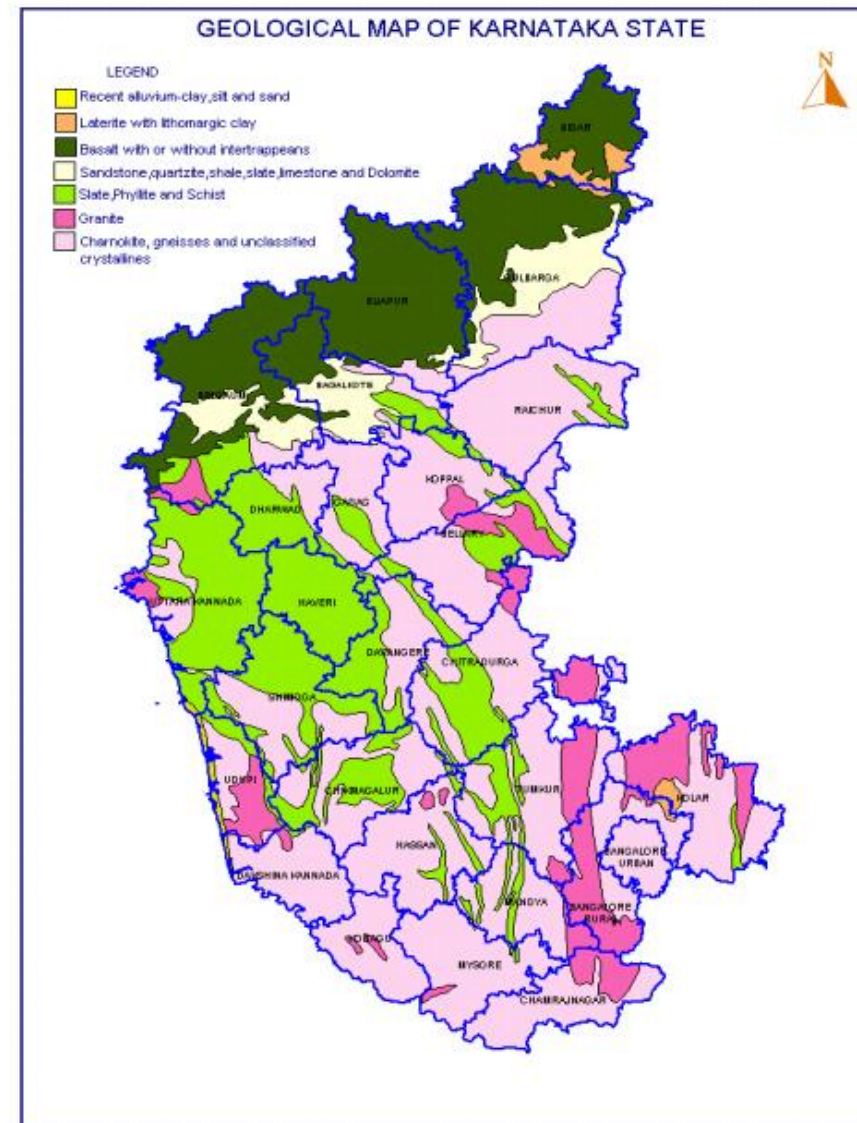 GEOLOGICAL MAP OF KARNATAKA STATE
LEGEND
Recent alluvium-clay,silt and sand
Laterite with lithomargic clay
Basalt with or without intertrappeans
Sandstone,quartzite,shale,slate,limestone and Dolomite
Slate,Phyllite and Schist
Granite
Charnokite, gneisses and unclassified
crystallines
N
BIDAR
GULBARGA
BIJAPUR
BAGALKOTE
RAICHUR
KOPPAL
DHARWAD
GADAG
BELLARY
UTTARA KANNADA
HAVERI
DAVANGERE
CHITRADURGA
SHIMOGA
UDUPI
CHIKMAGALUR
TUMKUR
KOLAR
HASSAN
BANGALORE
URBAN
DAKSHINA KANNADA
MANDYA
BANGALORE
RURAL
KODAGU
MYSORE
CHAMRAJNAGAR